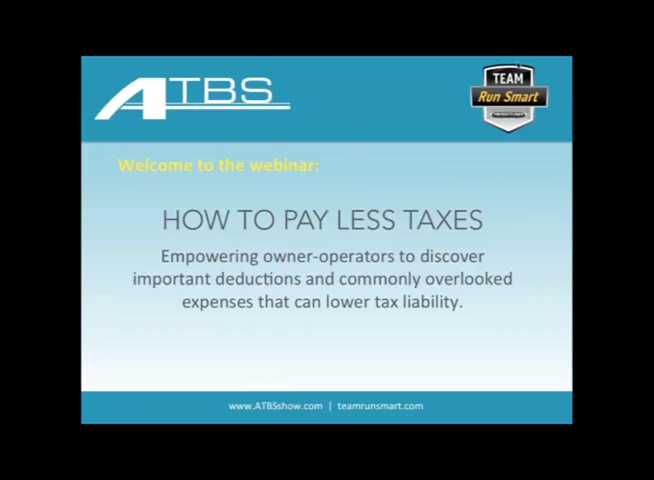 ATBS
TEAM
Run Smart
Welcome to the webinar:
HOW TO PAY LESS TAXES
Empowering owner-operators to discover
important deductions and commonly overlooked
expenses that can lower tax liability.
www.ATBSshow.com | teamrunsmart.com